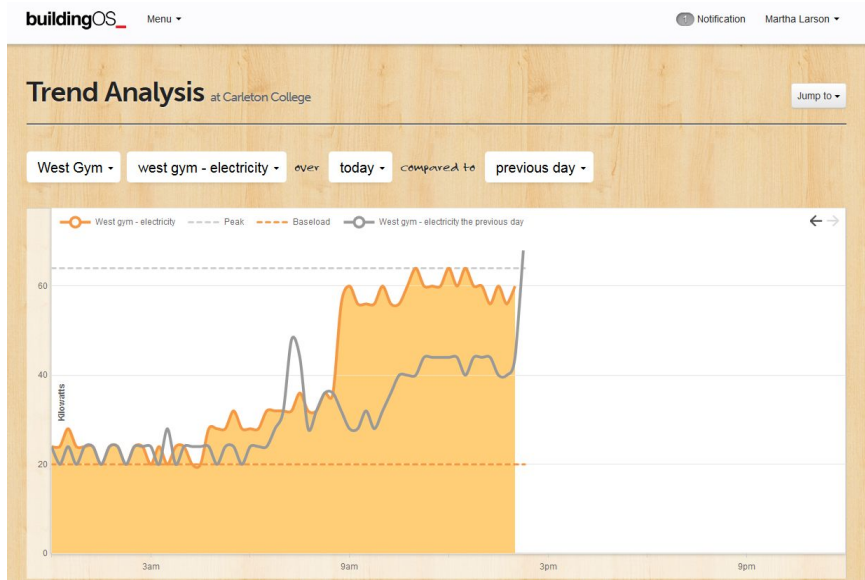 buildingOS_ Menu
1 Notification Martha Larson
Trend Analysis at Carleton College
Jump to
West Gym west gym - electricity over today compared to previous day
West gym - electricity Peak Baseload West gym - electricity the previous day
60
40
20
0
Kilowatts
3am 9am 3pm 9pm